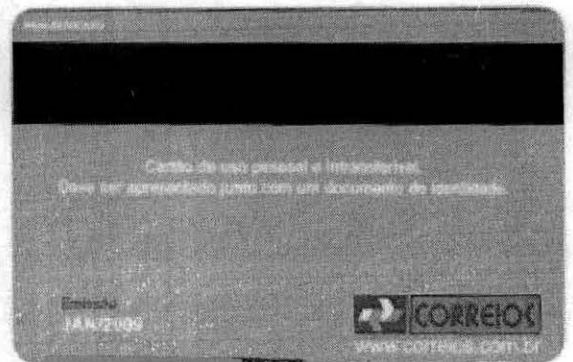 Cartão de uso pessoal e intransferível.
Deve ser apresentado junto com um documento de identidade.
Emissão
JAN/2009
CORREIOS
www.correios.com.br